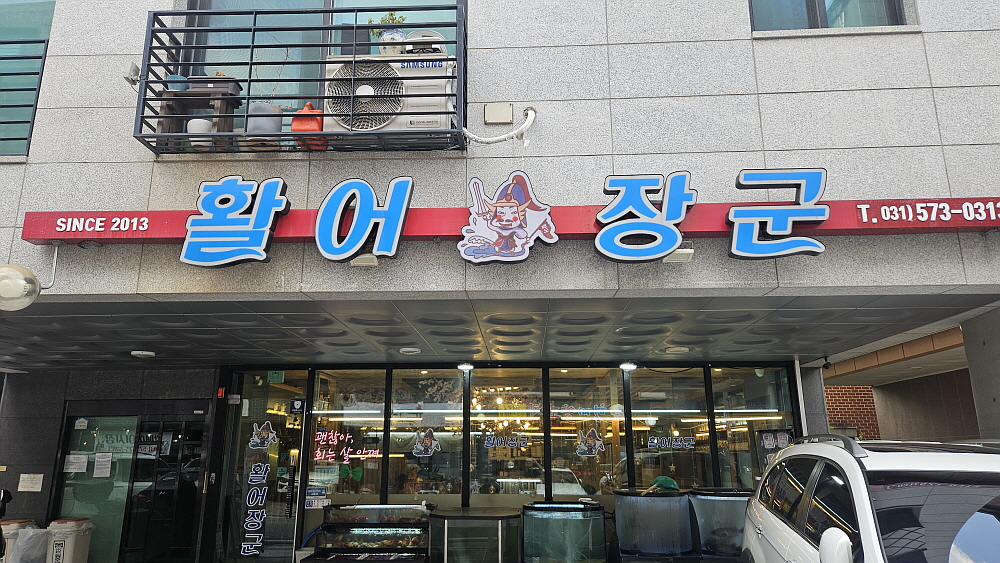 SAMSUNG
SINCE 2013
활어장군
T. 031) 573-0313
괜찮아,
회는 살 안쪄
활어장군
활어장군
활어장군